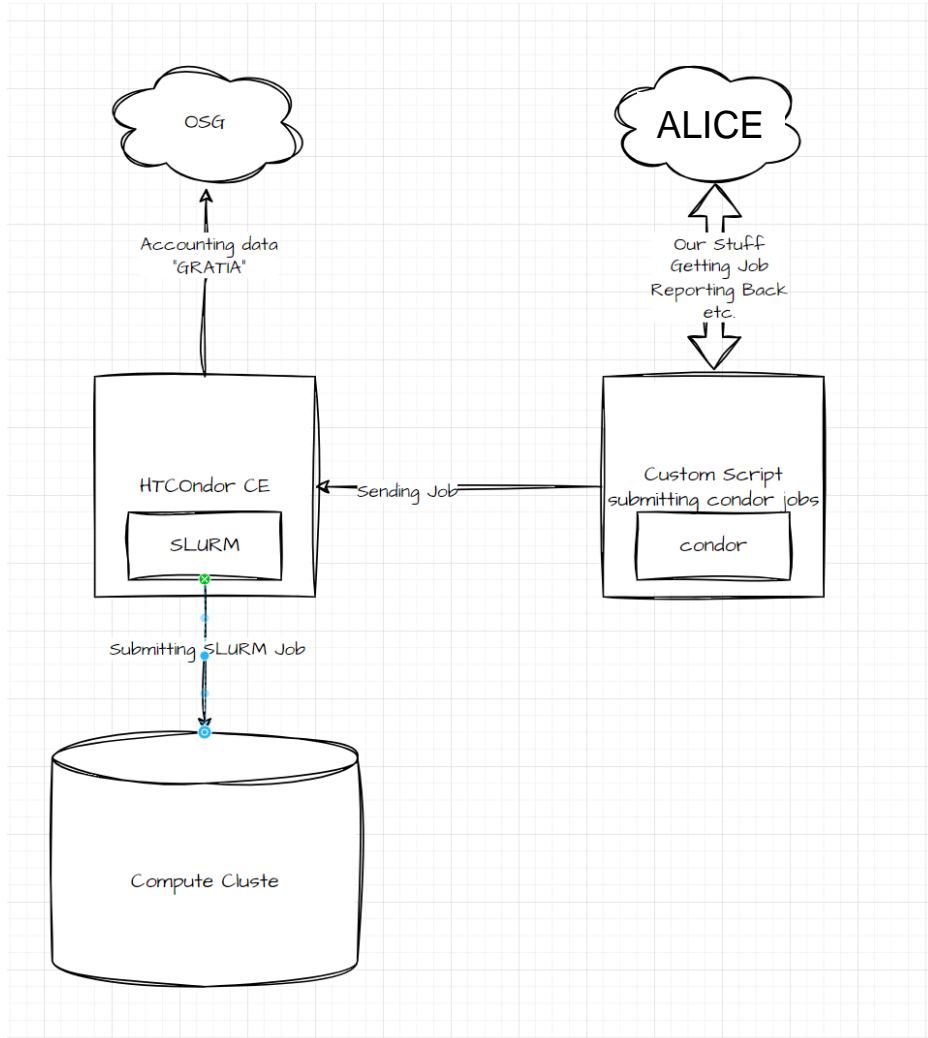 OSG
ALICE
Accounting data
"GRATIA"
Our Stuff
Getting Job
Reporting Back
etc.
HTCOndor CE
SLURM
Sending Job
Custom Script
submitting condor jobs
condor
Submitting SLURM Job
Compute Cluste